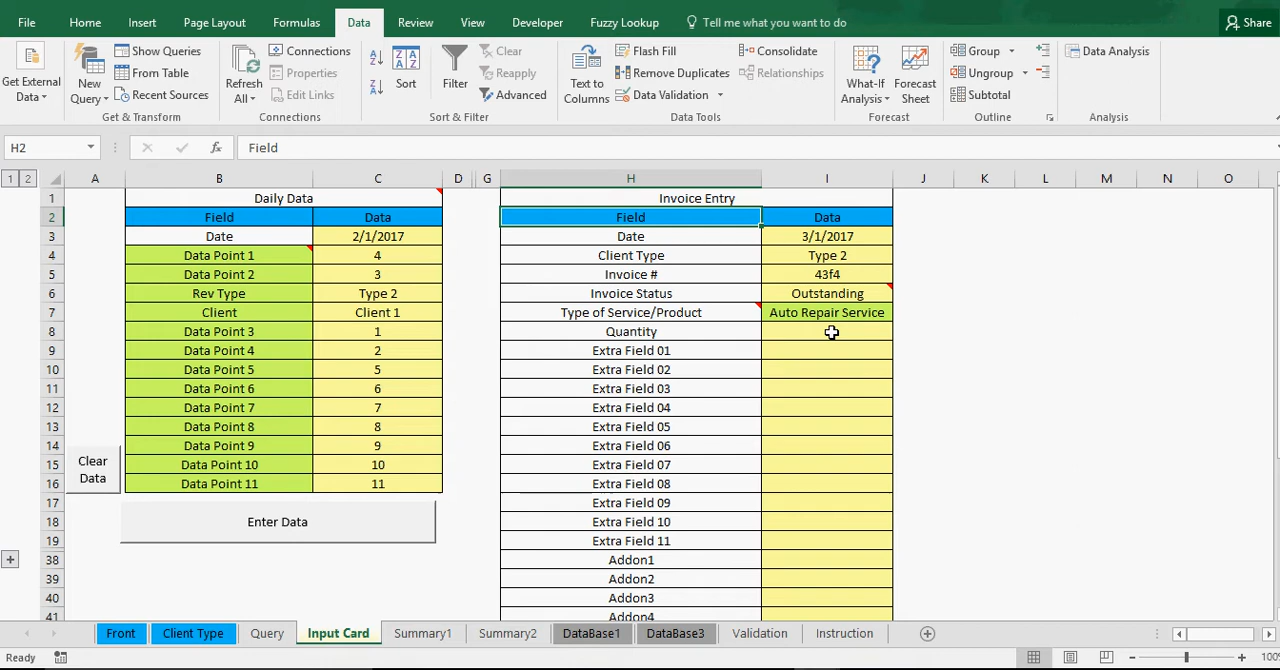 File Home Insert Page Layout Formulas Data Review View Developer Fuzzy Lookup Tell me what you want to do Share
Get External Data
New Query
Show Queries
From Table
Recent Sources
Get & Transform
Refresh All
Connections
Properties
Edit Links
Connections
Sort
Filter
Clear
Reapply
Advanced
Sort & Filter
Text to Columns
Flash Fill
Remove Duplicates
Data Validation
Consolidate
Relationships
Data Tools
What-If Analysis
Forecast Sheet
Forecast
Group
Ungroup
Subtotal
Outline
Data Analysis
Analysis
H2 fx Field
1 2 A B C D G H I J K L M N O
1 Daily Data Invoice Entry
2 Field Data Field Data
3 Date 2/1/2017 Date 3/1/2017
4 Data Point 1 4 Client Type Type 2
5 Data Point 2 3 Invoice # 43f4
6 Rev Type Type 2 Invoice Status Outstanding
7 Client Client 1 Type of Service/Product Auto Repair Service
8 Data Point 3 1 Quantity
9 Data Point 4 2 Extra Field 01
10 Data Point 5 5 Extra Field 02
11 Data Point 6 6 Extra Field 03
12 Data Point 7 7 Extra Field 04
13 Data Point 8 8 Extra Field 05
14 Data Point 9 9 Extra Field 06
15 Data Point 10 10 Extra Field 07
16 Data Point 11 11 Extra Field 08
Clear Data
17 Extra Field 09
18 Enter Data Extra Field 10
19 Extra Field 11
38 Addon1
39 Addon2
40 Addon3
41 Addon4
Front Client Type Query Input Card Summary1 Summary2 DataBase1 DataBase3 Validation Instruction
Ready 100